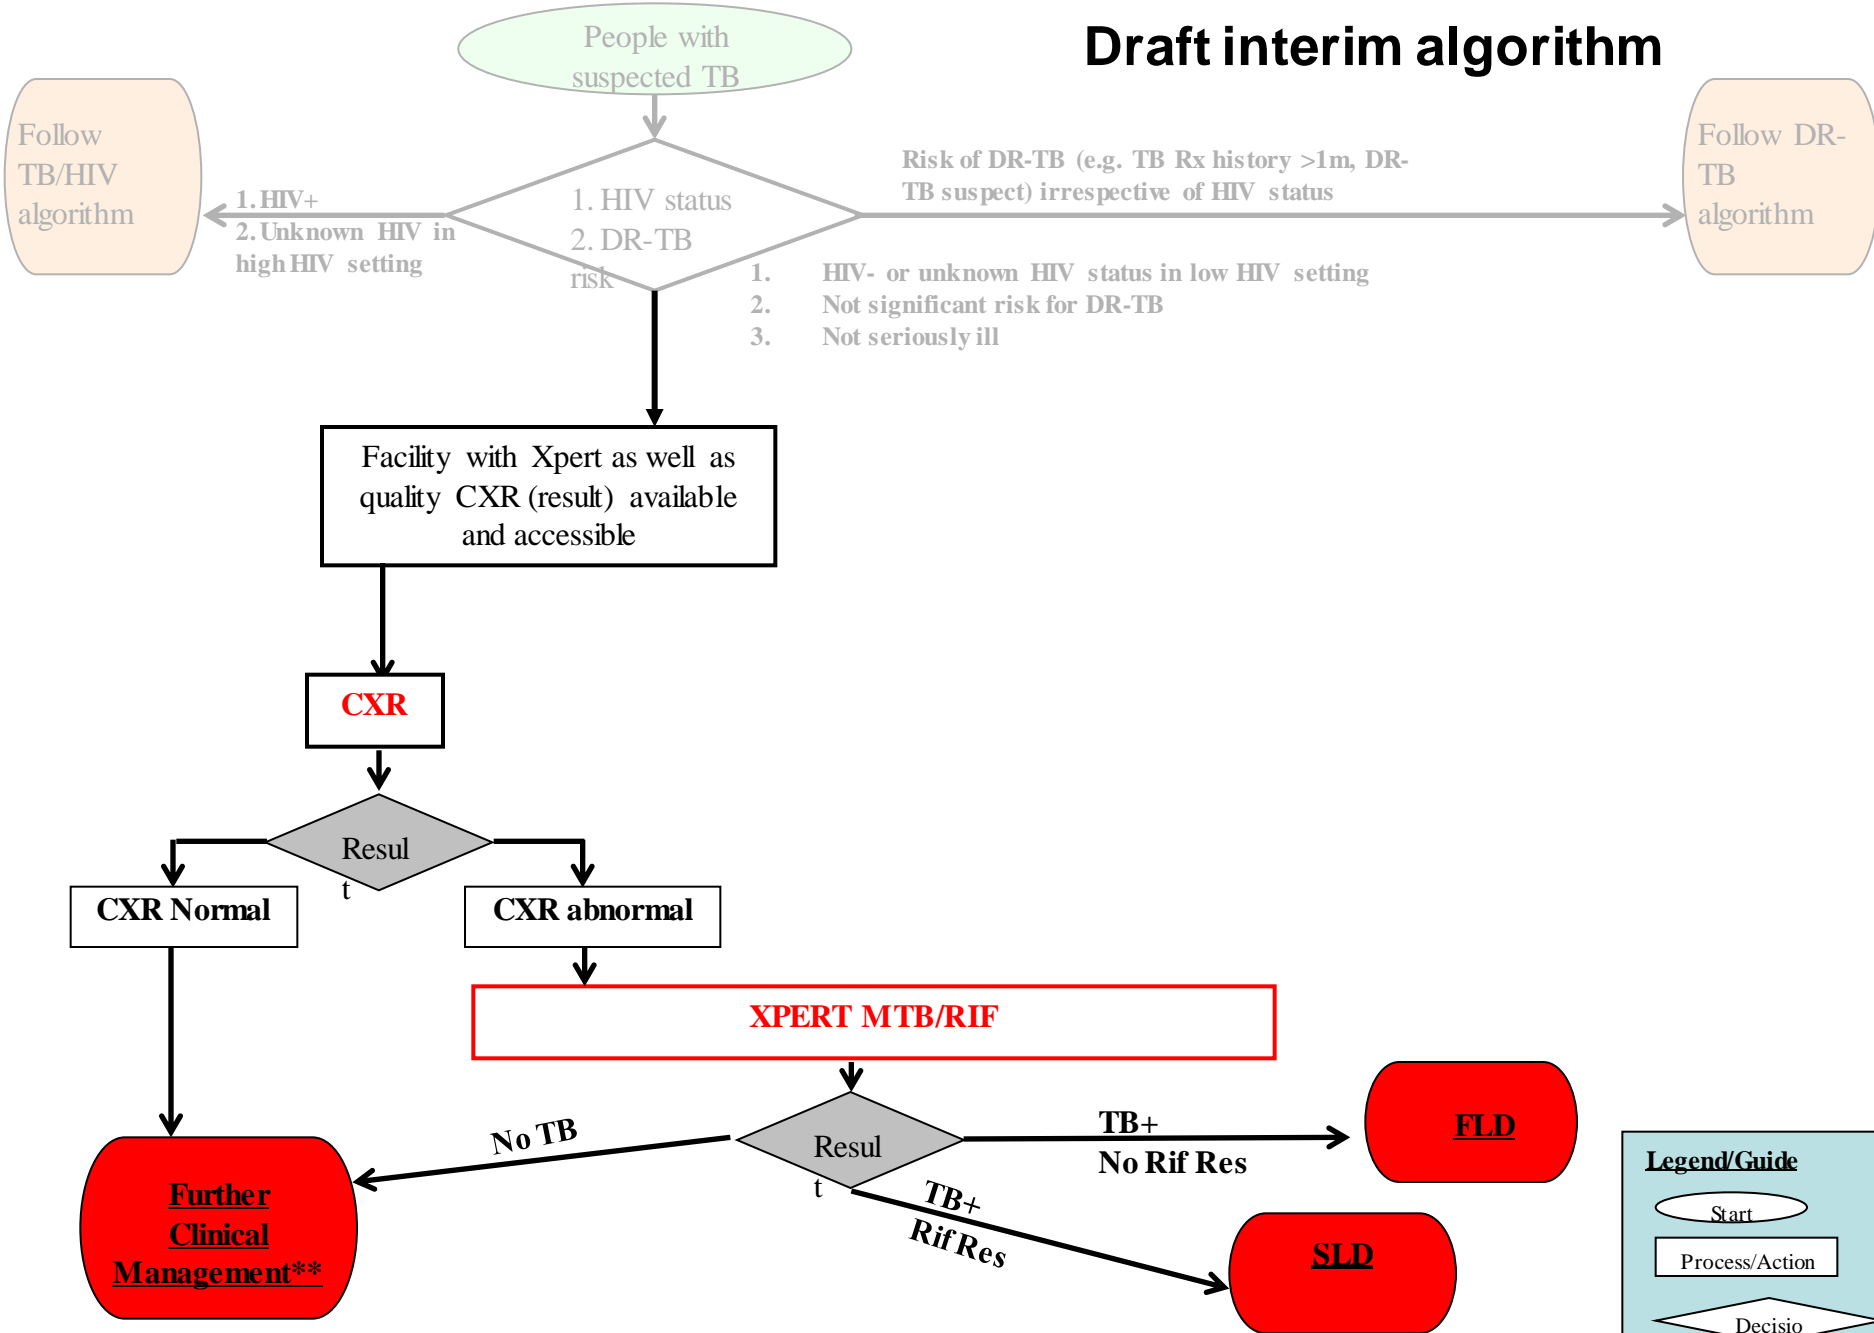 Draft interim algorithm
People with
suspected TB
Follow
TB/HIV
algorithm
1. HIV+
2. Unknown HIV in
high HIV setting
1. HIV status
2. DR-TB
risk
Risk of DR-TB (e.g. TB Rx history >1m, DR-
TB suspect) irrespective of HIV status
Follow DR-
TB
algorithm
1. HIV- or unknown HIV status in low HIV setting
2. Not significant risk for DR-TB
3. Not seriously ill
Facility with Xpert as well as
quality CXR (result) available
and accessible
CXR
Resul
t
CXR Normal
CXR abnormal
XPERT MTB/RIF
Resul
t
No TB
TB+
No Rif Res
TB+
Rif Res
FLD
SLD
Further
Clinical
Management**
Legend/Guide
Start
Process/Action
Decisio